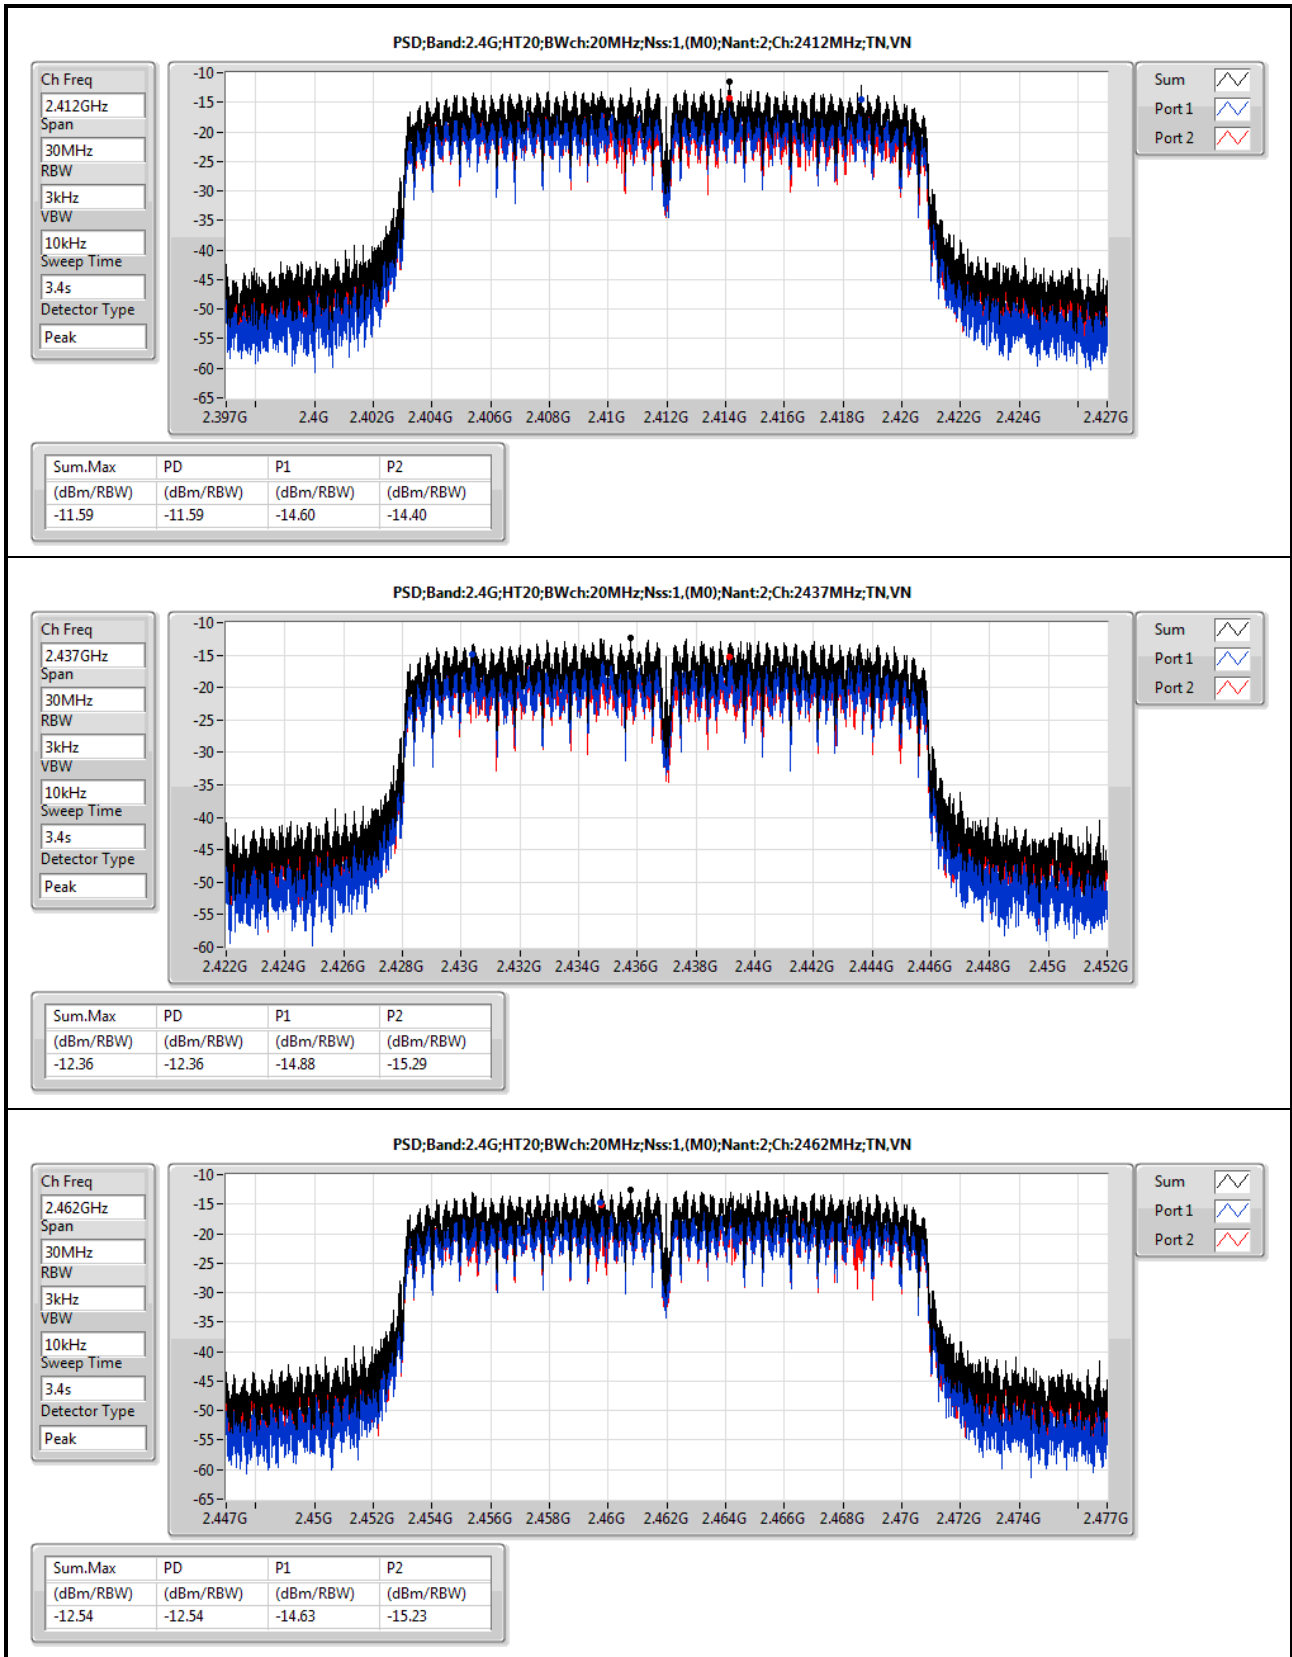 PSD;Band:2.4G;HT20;BWch:20MHz;Nss:1,(M0);Nant:2;Ch:2412MHz;TN,VN
Ch Freq
2.412GHz
Span
30MHz
RBW
3kHz
VBW
10kHz
Sweep Time
3.4s
Detector Type
Peak
-10
-15
-20
-25
-30
-35
-40
-45
-50
-55
-60
-65
2.397G 2.4G 2.402G 2.404G 2.406G 2.408G 2.41G 2.412G 2.414G 2.416G 2.418G 2.42G 2.422G 2.424G 2.427G
Sum
Port 1
Port 2
Sum.Max PD P1 P2
(dBm/RBW) (dBm/RBW) (dBm/RBW) (dBm/RBW)
-11.59 -11.59 -14.60 -14.40
PSD;Band:2.4G;HT20;BWch:20MHz;Nss:1,(M0);Nant:2;Ch:2437MHz;TN,VN
Ch Freq
2.437GHz
Span
30MHz
RBW
3kHz
VBW
10kHz
Sweep Time
3.4s
Detector Type
Peak
-10
-15
-20
-25
-30
-35
-40
-45
-50
-55
-60
2.422G 2.424G 2.426G 2.428G 2.43G 2.432G 2.434G 2.436G 2.438G 2.44G 2.442G 2.444G 2.446G 2.448G 2.45G 2.452G
Sum
Port 1
Port 2
Sum.Max PD P1 P2
(dBm/RBW) (dBm/RBW) (dBm/RBW) (dBm/RBW)
-12.36 -12.36 -14.88 -15.29
PSD;Band:2.4G;HT20;BWch:20MHz;Nss:1,(M0);Nant:2;Ch:2462MHz;TN,VN
Ch Freq
2.462GHz
Span
30MHz
RBW
3kHz
VBW
10kHz
Sweep Time
3.4s
Detector Type
Peak
-10
-15
-20
-25
-30
-35
-40
-45
-50
-55
-60
-65
2.447G 2.45G 2.452G 2.454G 2.456G 2.458G 2.46G 2.462G 2.464G 2.466G 2.468G 2.47G 2.472G 2.474G 2.477G
Sum
Port 1
Port 2
Sum.Max PD P1 P2
(dBm/RBW) (dBm/RBW) (dBm/RBW) (dBm/RBW)
-12.54 -12.54 -14.63 -15.23